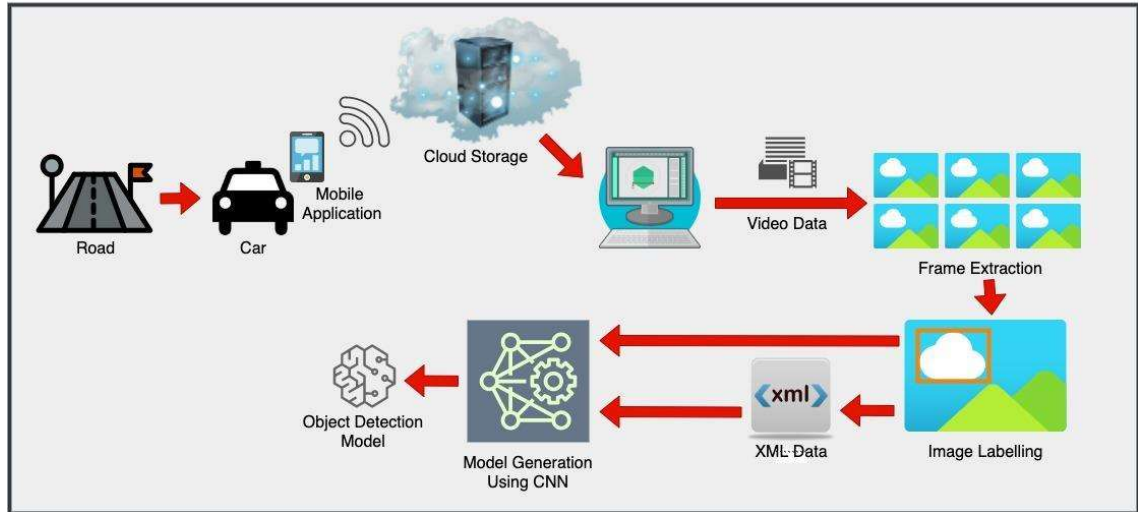 Cloud Storage
Mobile
Application
Road
Car
Video Data
Frame Extraction
xml
Object Detection
Model
Model Generation
Using CNN
XML Data
Image Labelling